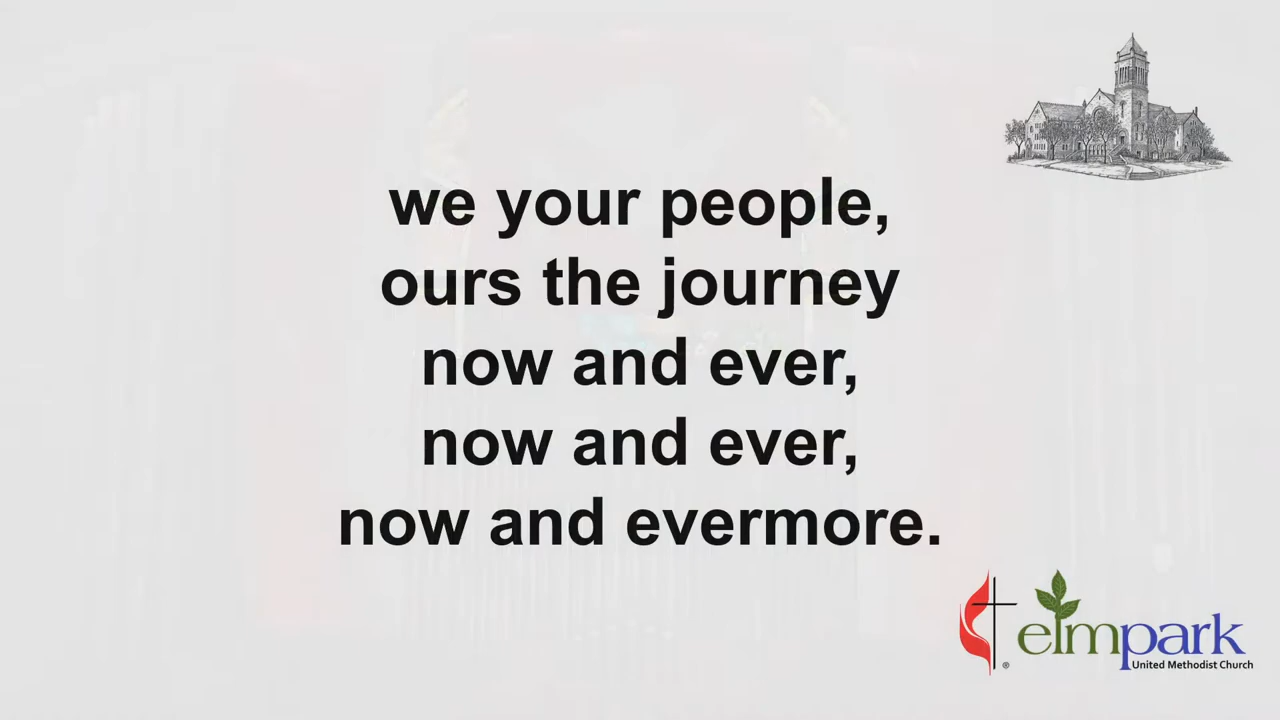 we your people,
ours the journey
now and ever,
now and ever,
now and evermore.
elmpark
United Methodist Church
®